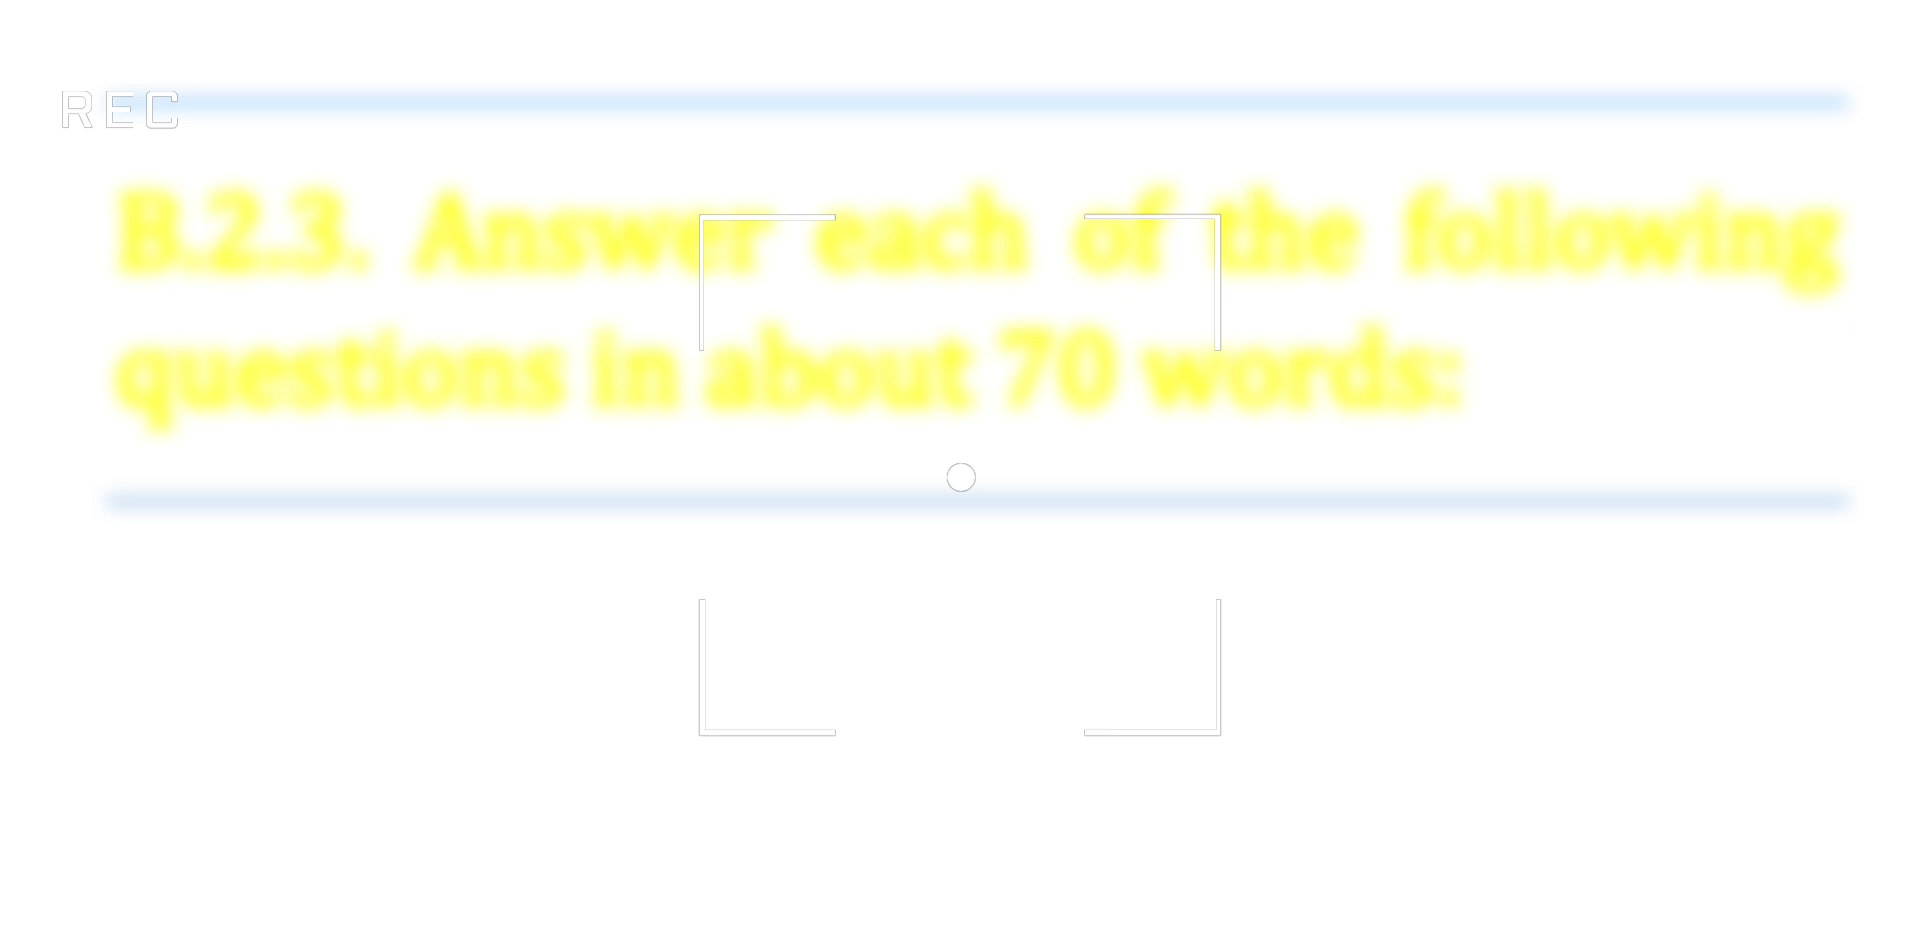 REC
B.2.3. Answer each of the following
questions in about 70 words: